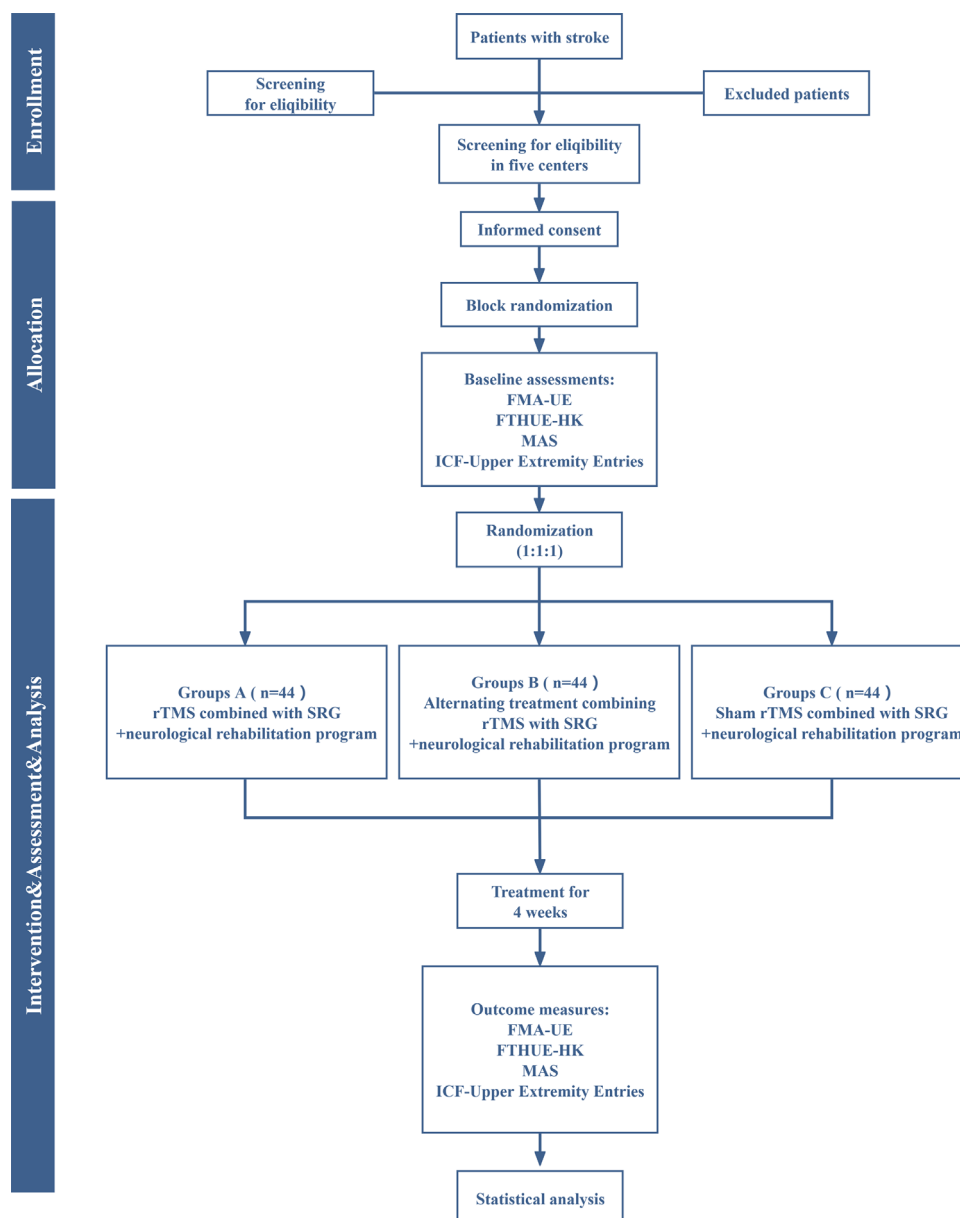 Enrollment
Patients with stroke
Screening
for eliqibility
Excluded patients
Screening for eliqibility
in five centers
Allocation
Informed consent
Block randomization
Baseline assessments:
FMA-UE
FTHUE-HK
MAS
ICF-Upper Extremity Entries
Intervention&Assessment&Analysis
Randomization
(1:1:1)
Groups A ( n=44 )
rTMS combined with SRG
+neurological rehabilitation program
Groups B ( n=44 )
Alternating treatment combining
rTMS with SRG
+neurological rehabilitation program
Groups C ( n=44 )
Sham rTMS combined with SRG
+neurological rehabilitation program
Treatment for
4 weeks
Outcome measures:
FMA-UE
FTHUE-HK
MAS
ICF-Upper Extremity Entries
Statistical analysis